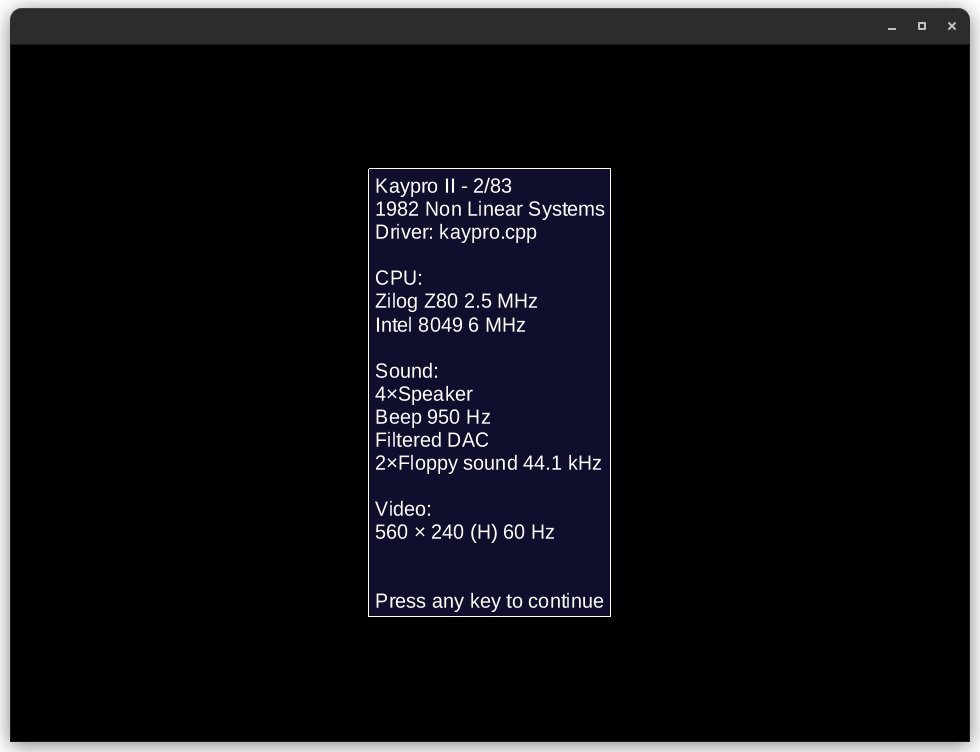 Kaypro II - 2/83
1982 Non Linear Systems
Driver: kaypro.cpp
CPU:
Zilog Z80 2.5 MHz
Intel 8049 6 MHz
Sound:
4×Speaker
Beep 950 Hz
Filtered DAC
2×Floppy sound 44.1 kHz
Video:
560 × 240 (H) 60 Hz
Press any key to continue